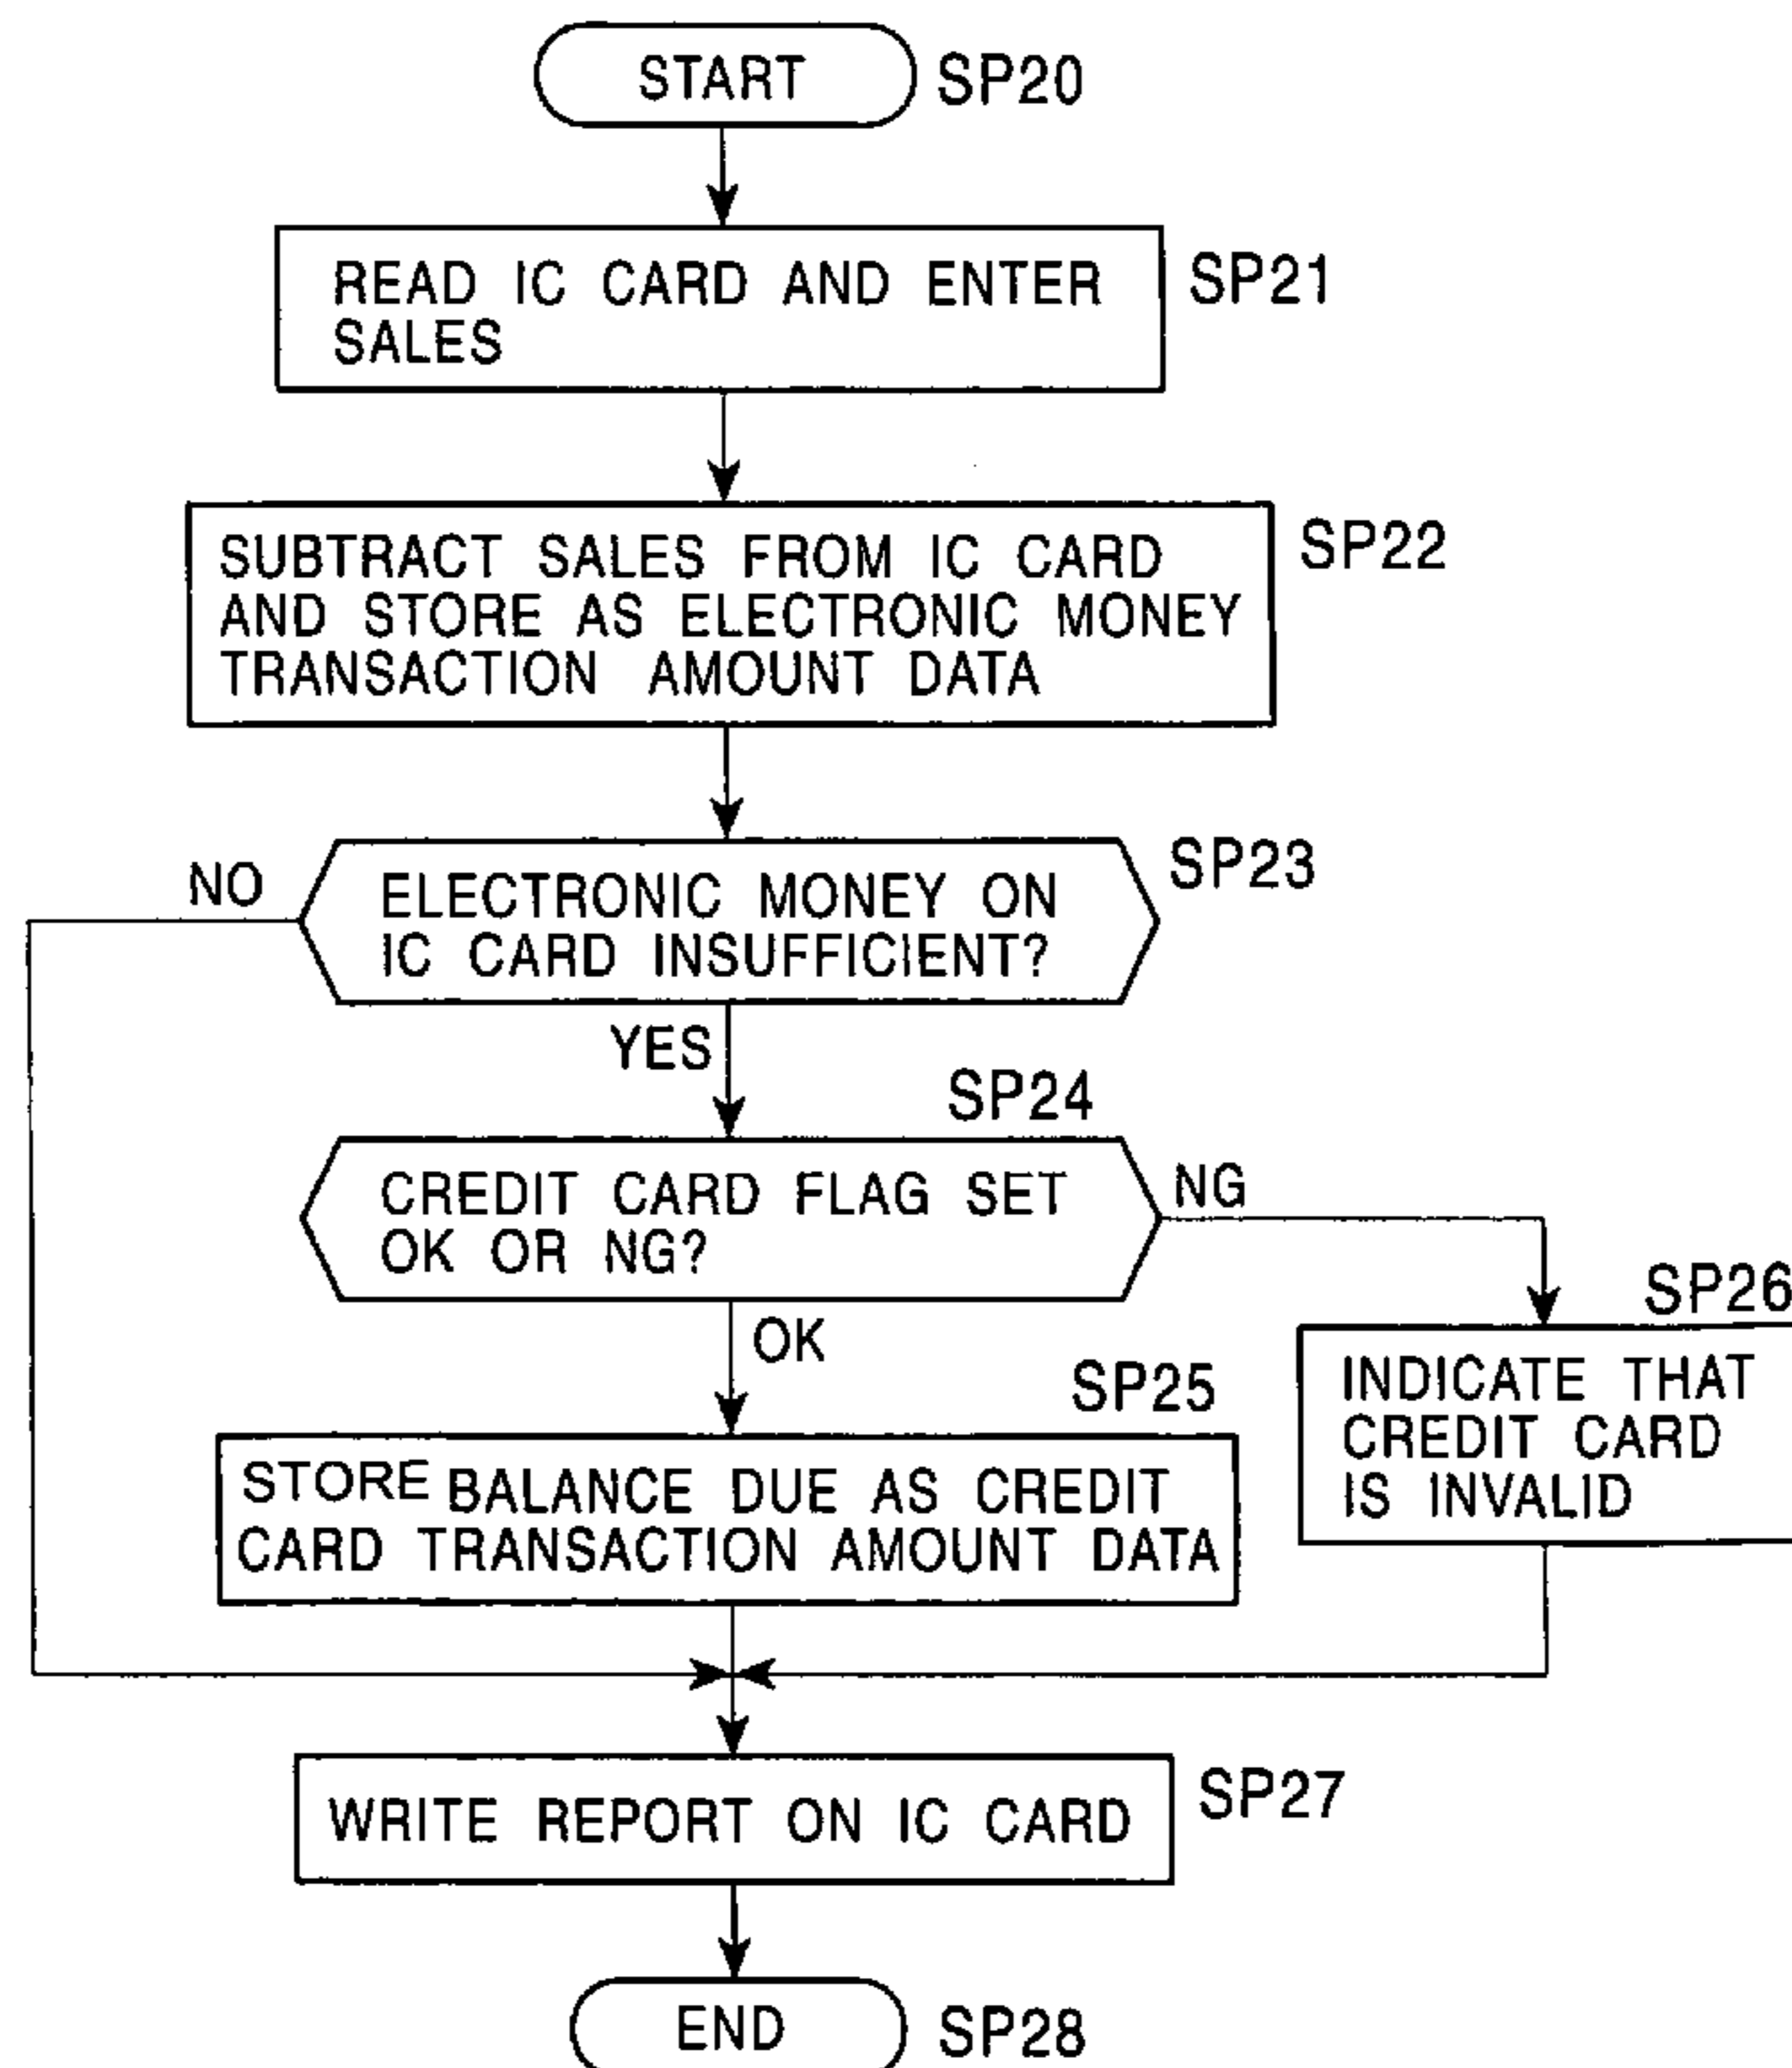 START SP20
READ IC CARD AND ENTER SP21
SALES
SUBTRACT SALES FROM IC CARD SP22
AND STORE AS ELECTRONIC MONEY
TRANSACTION AMOUNT DATA
SP23
NO
ELECTRONIC MONEY ON
IC CARD INSUFFICIENT?
YES
SP24
CREDIT CARD FLAG SET
OK OR NG?
NG
OK
SP26
INDICATE THAT
CREDIT CARD
IS INVALID
SP25
STORE BALANCE DUE AS CREDIT
CARD TRANSACTION AMOUNT DATA
WRITE REPORT ON IC CARD SP27
END SP28